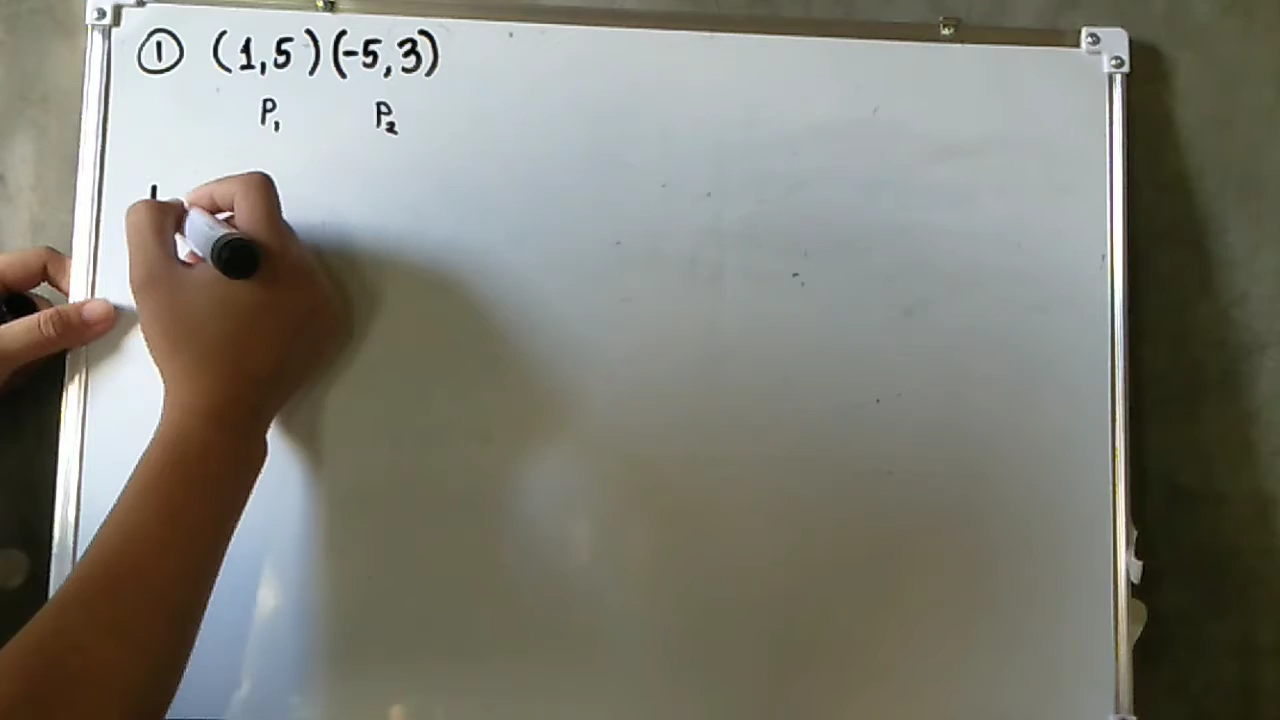 ① (1,5)(-5,3)
P₁ P₂